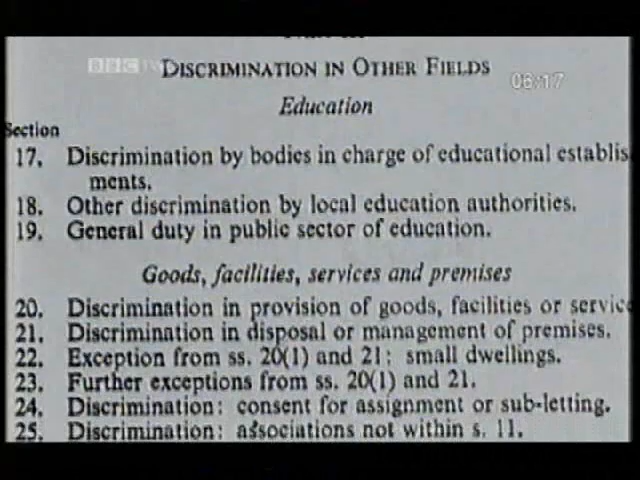 BBC TWO
DISCRIMINATION IN OTHER FIELDS
08:17
Education
Section
17. Discrimination by bodies in charge of educational establis
ments.
18. Other discrimination by local education authorities.
19. General duty in public sector of education.
Goods, facilities, services and premises
20. Discrimination in provision of goods, facilities or service
21. Discrimination in disposal or management of premises.
22. Exception from ss. 20(1) and 21: small dwellings.
23. Further exceptions from ss. 20(1) and 21.
24. Discrimination: consent for assignment or sub-letting.
25. Discrimination: associations not within s. 11.